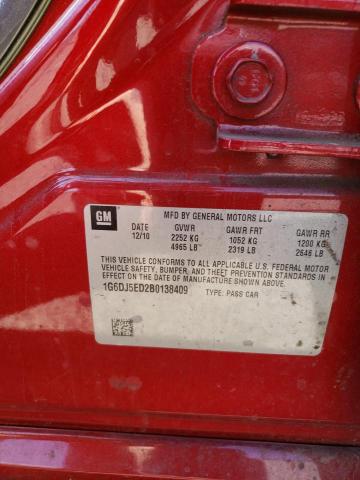 GM
MFD BY GENERAL MOTORS LLC
DATE GVWR GAWR FRT GAWR RR
12/10 2252 KG 1052 KG 1200 KG
4965 LB 2319 LB 2646 LB
THIS VEHICLE CONFORMS TO ALL APPLICABLE U.S. FEDERAL MOTOR
VEHICLE SAFETY, BUMPER, AND THEFT PREVENTION STANDARDS
IN EFFECT ON THE DATE OF MANUFACTURE SHOWN ABOVE.
1G6DJ5ED2B0138409 TYPE: PASS CAR